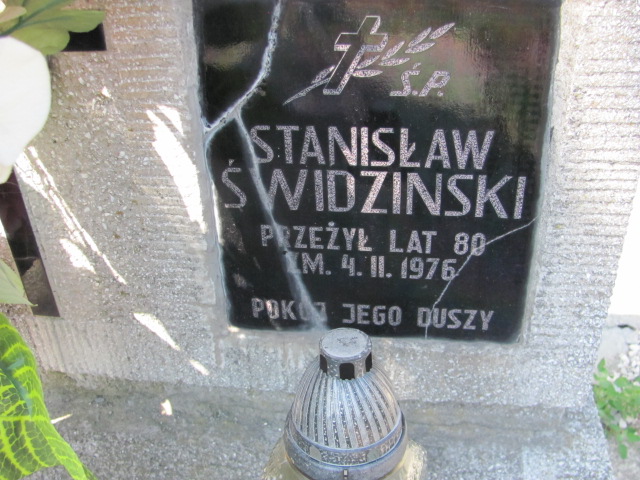 Ś.P.
STANISŁAW
ŚWIDZINSKI
PRZEŻYŁ LAT 80
ZM. 4. II. 1976
POKÓJ JEGO DUSZY